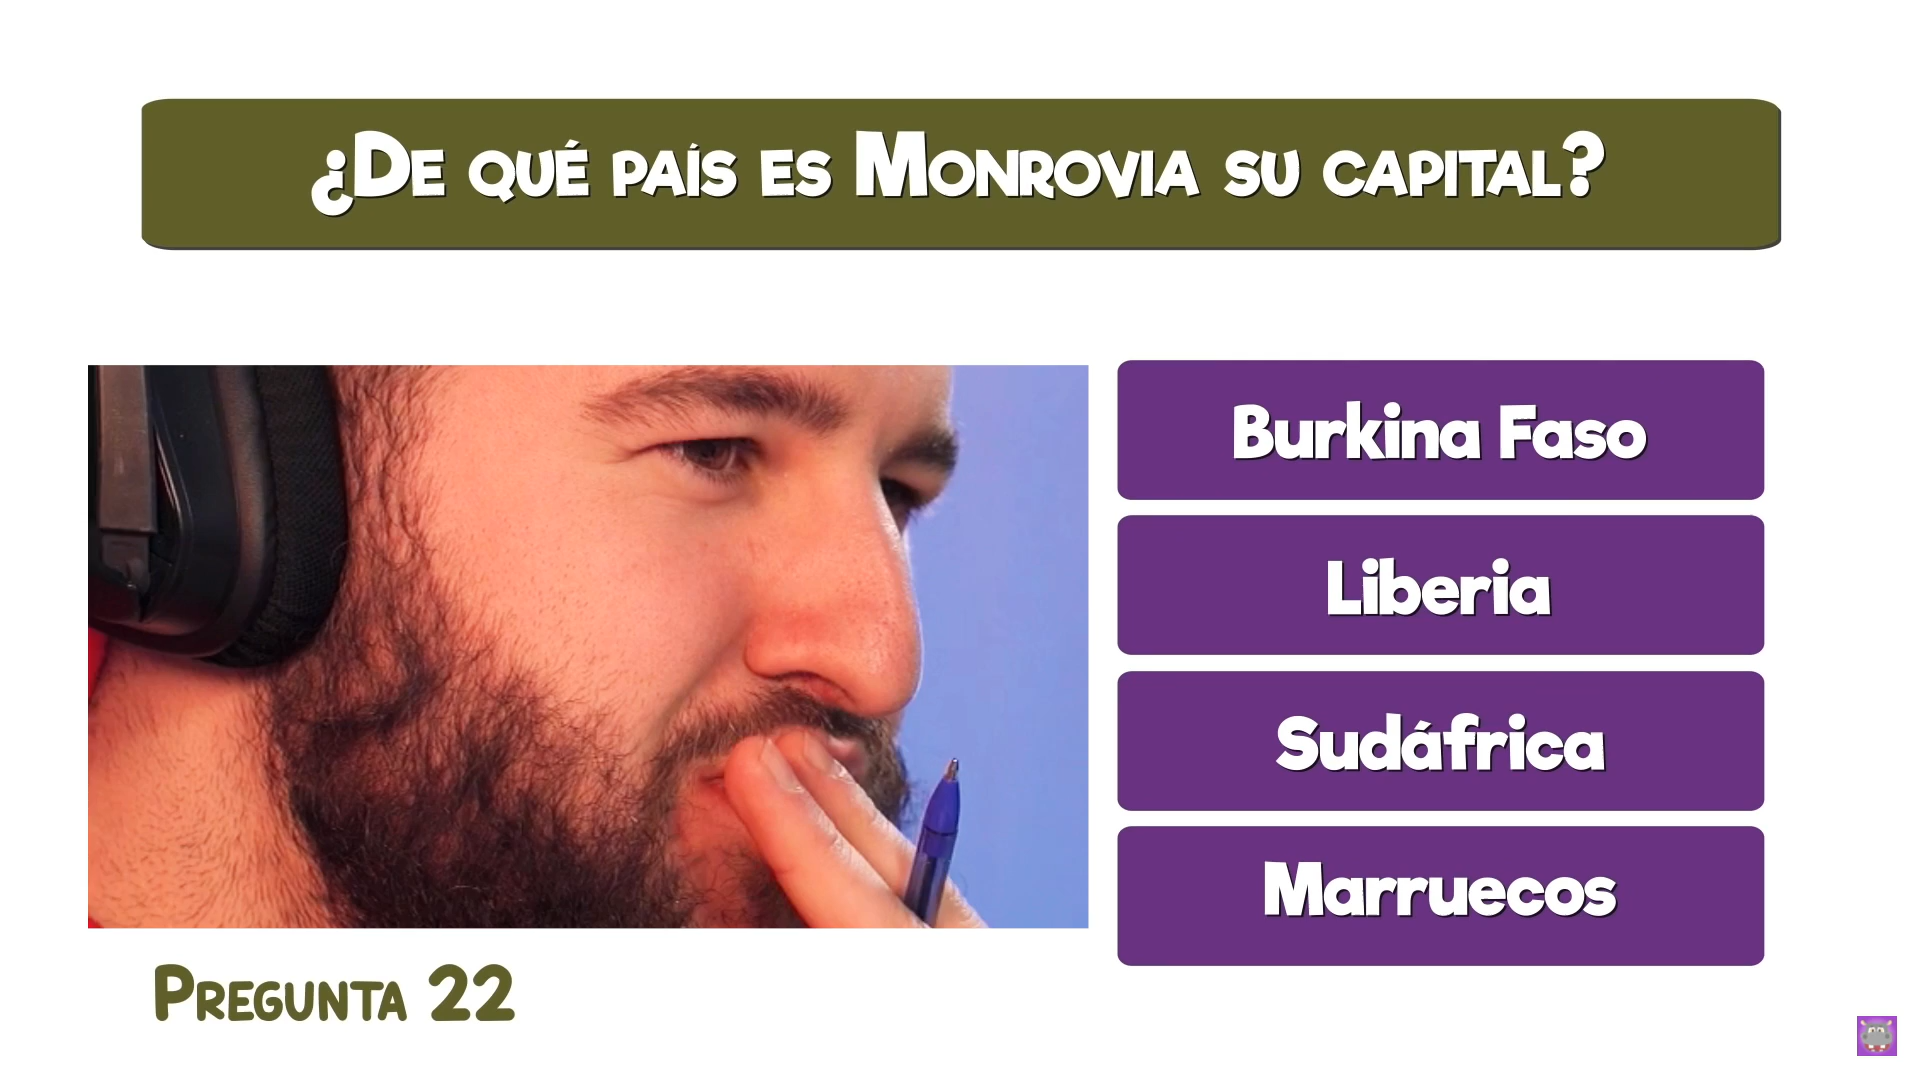 ¿De qué país es Monrovia su capital?
Burkina Faso
Liberia
Sudáfrica
Marruecos
Pregunta 22